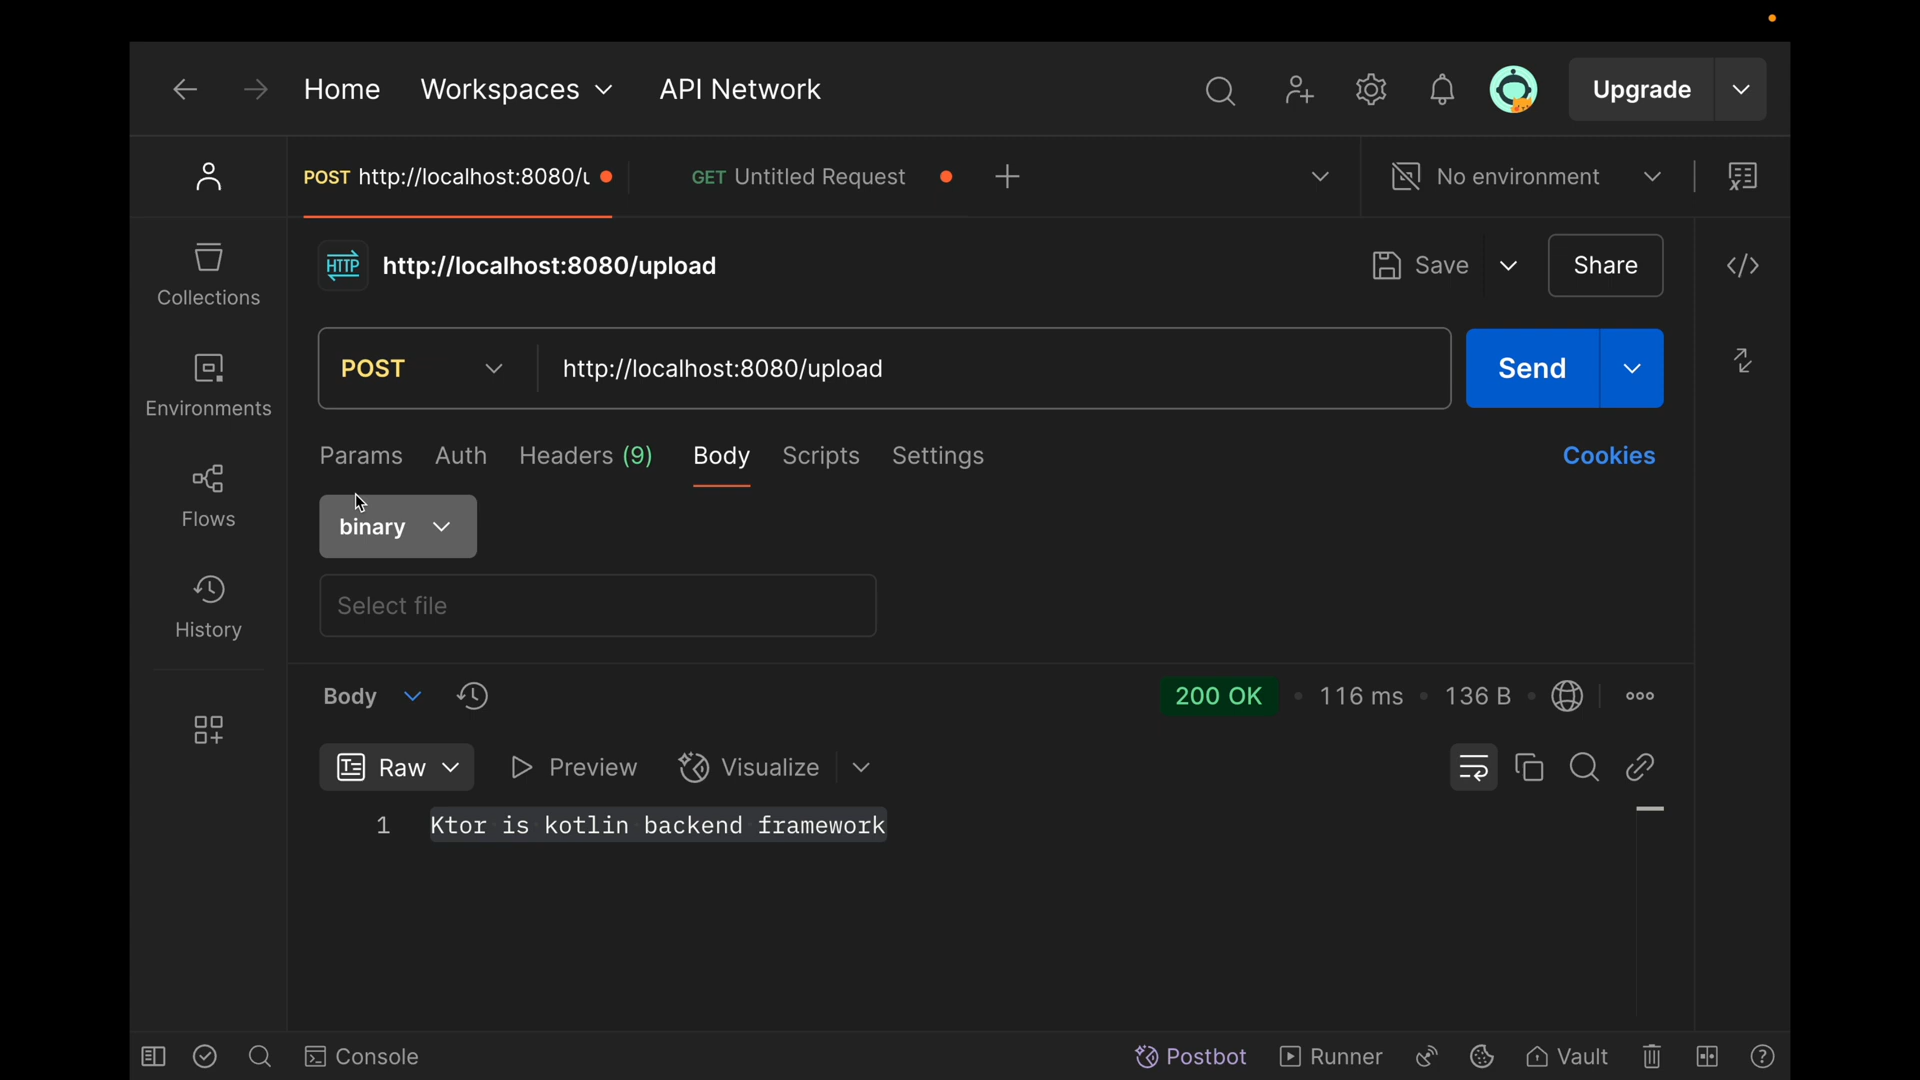 Home Workspaces API Network Upgrade
POST http://localhost:8080/u GET Untitled Request No environment
HTTP http://localhost:8080/upload Save Share
POST http://localhost:8080/upload Send
Params Auth Headers (9) Body Scripts Settings Cookies
binary
Select file
Collections
Environments
Flows
History
Body 200 OK 116 ms 136 B
Raw Preview Visualize
1 Ktor is kotlin backend framework
Console Postbot Runner Vault